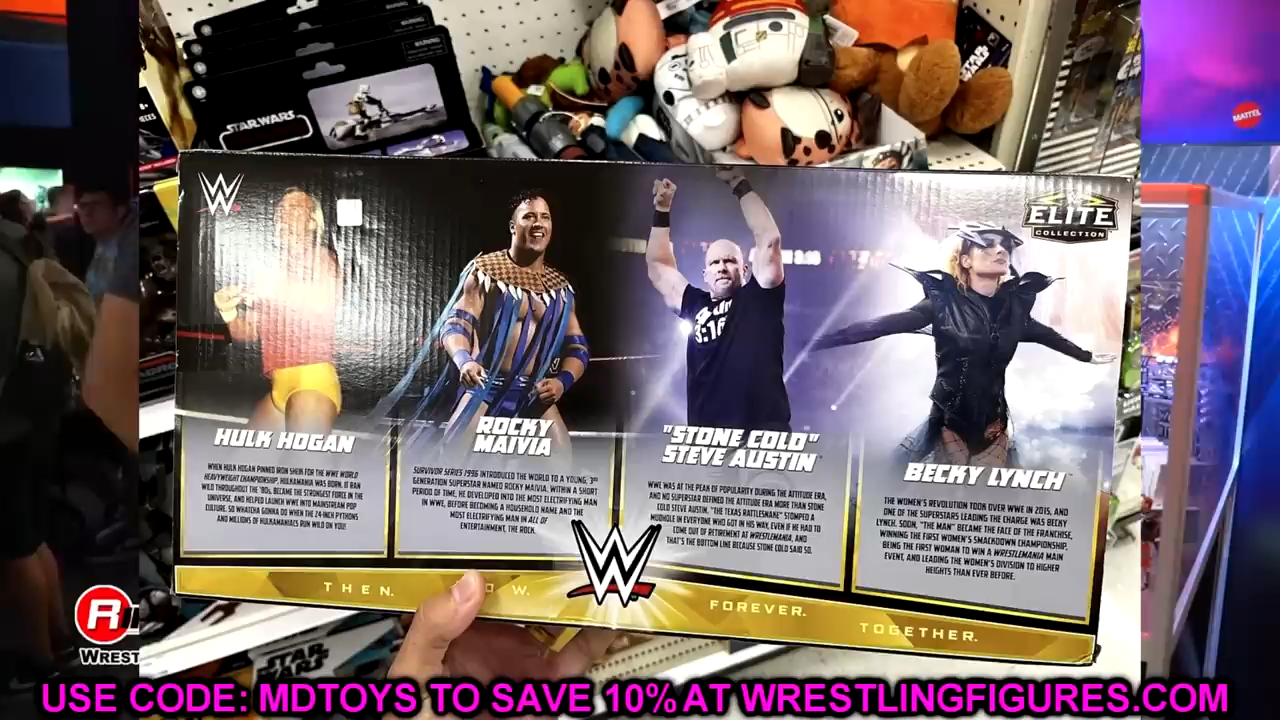 STAR WARS
STAR WARS
MATTEL
W
ELITE
COLLECTION
3:16
HULK HOGAN
WHEN HULK HOGAN PINNED IRON SHEIK FOR THE WWE WORLD
HEAVYWEIGHT CHAMPIONSHIP, HULKAMANIA WAS BORN. IT RAN
WILD THROUGHOUT THE '80s, BECAME THE STRONGEST FORCE IN THE
UNIVERSE, AND HELPED LAUNCH WWE INTO MAINSTREAM POP
CULTURE. SO WHATCHA GONNA DO WHEN THE 24-INCH PYTHONS
AND MILLIONS OF HULKAMANIACS RUN WILD ON YOU!
ROCKY
MAIVIA
SURVIVOR SERIES 1996 INTRODUCED THE WORLD TO A YOUNG, 3RD
GENERATION SUPERSTAR NAMED ROCKY MAIVIA. WITHIN A SHORT
PERIOD OF TIME, HE DEVELOPED INTO THE MOST ELECTRIFYING MAN
IN WWE, BEFORE BECOMING A HOUSEHOLD NAME AND THE
MOST ELECTRIFYING MAN IN ALL OF
ENTERTAINMENT, THE ROCK.
"STONE COLD"
STEVE AUSTIN
WWE WAS AT THE PEAK OF POPULARITY DURING THE ATTITUDE ERA,
AND NO SUPERSTAR DEFINED THE ATTITUDE ERA MORE THAN STONE
COLD STEVE AUSTIN. "THE TEXAS RATTLESNAKE" STOMPED A
MUDHOLE IN EVERYONE WHO GOT IN HIS WAY, EVEN IF HE HAD TO
COME OUT OF RETIREMENT AT WRESTLEMANIA, AND
THAT'S THE BOTTOM LINE BECAUSE STONE COLD SAID SO.
BECKY LYNCH
THE WOMEN'S REVOLUTION TOOK OVER WWE IN 2015, AND
ONE OF THE SUPERSTARS LEADING THE CHARGE WAS BECKY
LYNCH. SOON, "THE MAN" BECAME THE FACE OF THE FRANCHISE,
WINNING THE FIRST WOMEN'S SMACKDOWN CHAMPIONSHIP,
BEING THE FIRST WOMAN TO WIN A WRESTLEMANIA MAIN
EVENT, AND LEADING THE WOMEN'S DIVISION TO HIGHER
HEIGHTS THAN EVER BEFORE.
W
THEN. OW. FOREVER. TOGETHER.
STAR WARS
R
WREST
USE CODE: MDTOYS TO SAVE 10% AT WRESTLINGFIGURES.COM